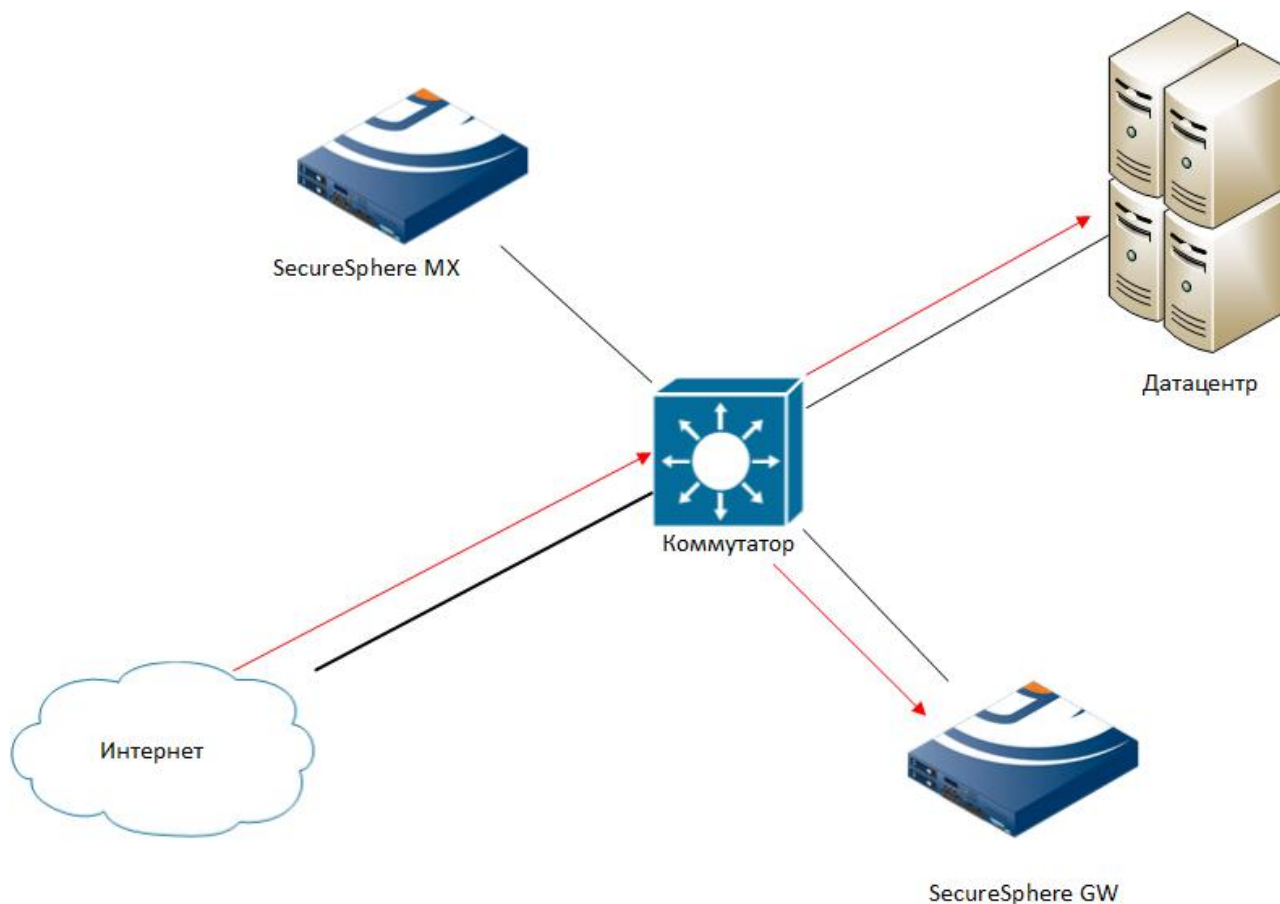 SecureSphere MX
Датацентр
Коммутатор
Интернет
SecureSphere GW